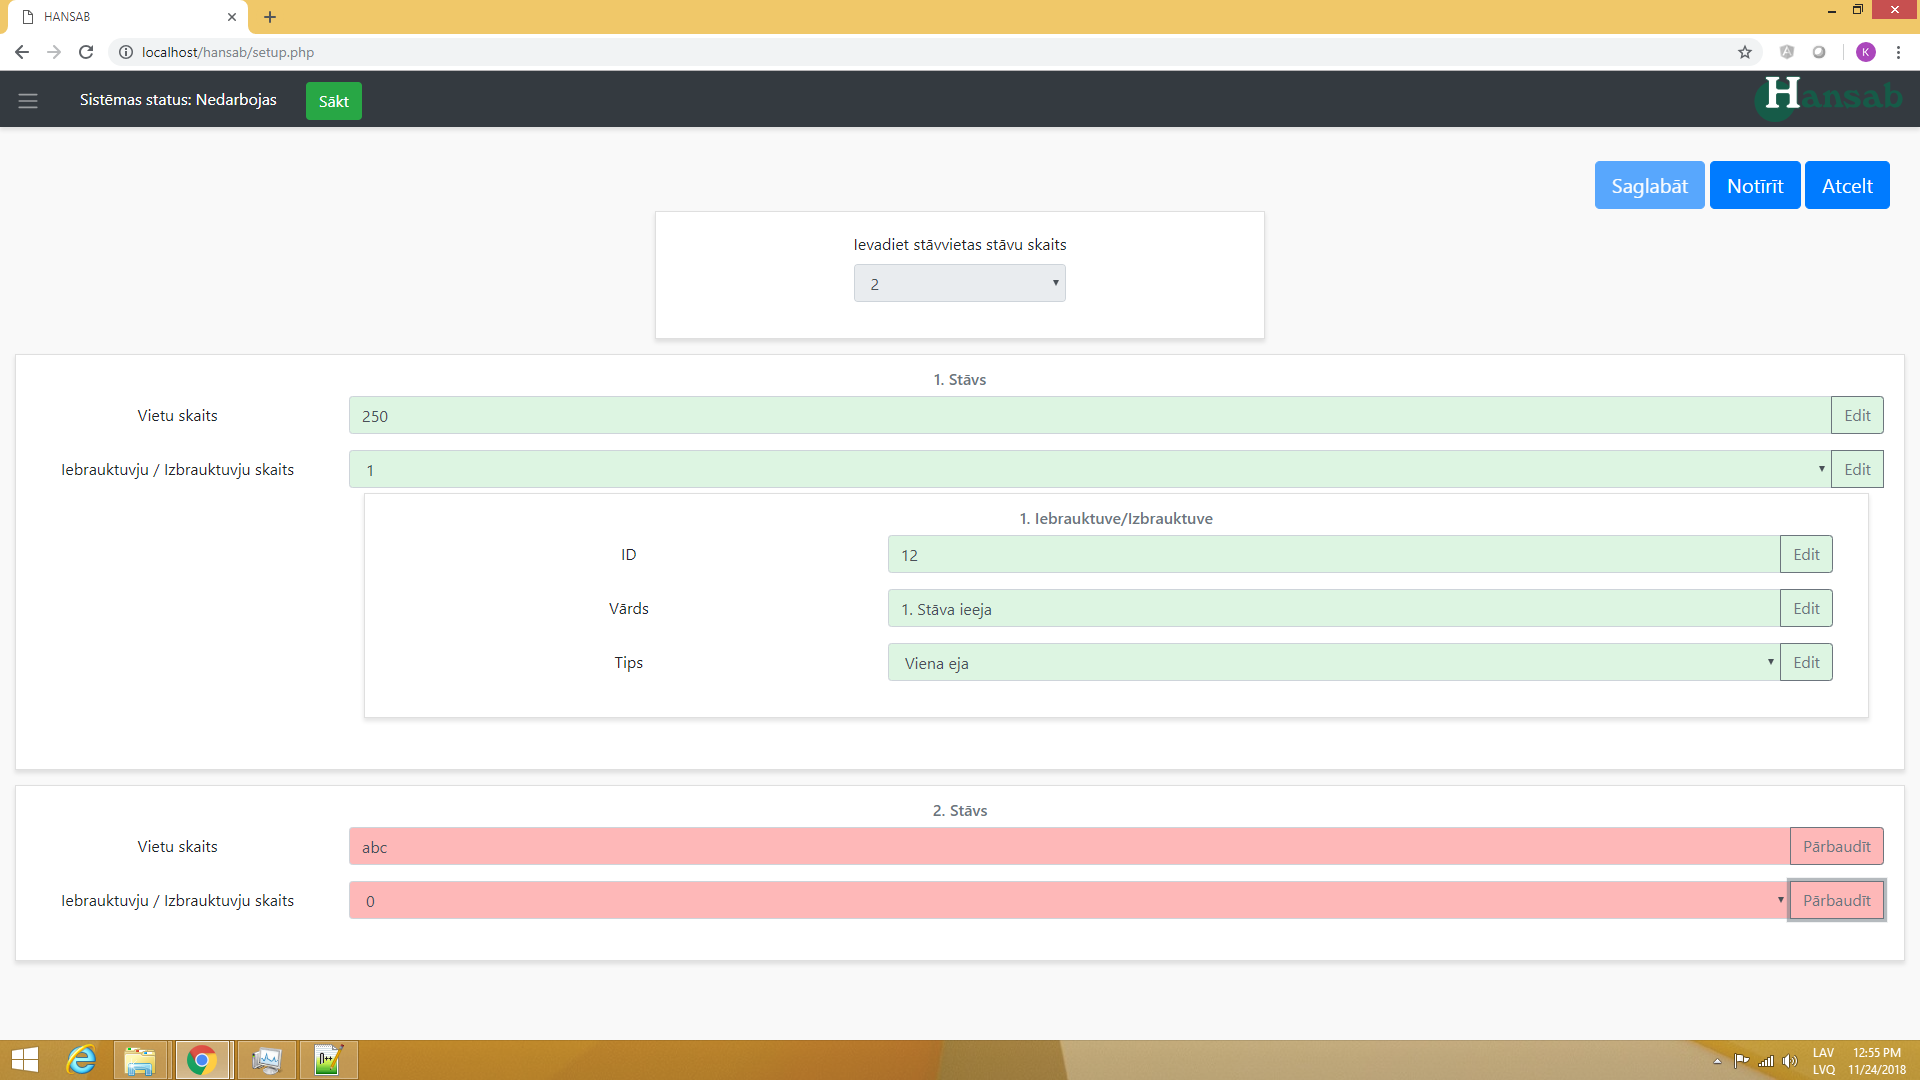 HANSAB
localhost/hansab/setup.php
K
Sistēmas status: Nedarbojas
Sākt
Hansab
Saglabāt
Notīrīt
Atcelt
Ievadiet stāvvietas stāvu skaits
2
1. Stāvs
Vietu skaits
250
Edit
Iebrauktuvju / Izbrauktuvju skaits
1
Edit
1. Iebrauktuve/Izbrauktuve
ID
12
Edit
Vārds
1. Stāva ieeja
Edit
Tips
Viena eja
Edit
2. Stāvs
Vietu skaits
abc
Pārbaudīt
Iebrauktuvju / Izbrauktuvju skaits
0
Pārbaudīt
LAV
12:55 PM
LVQ
11/24/2018